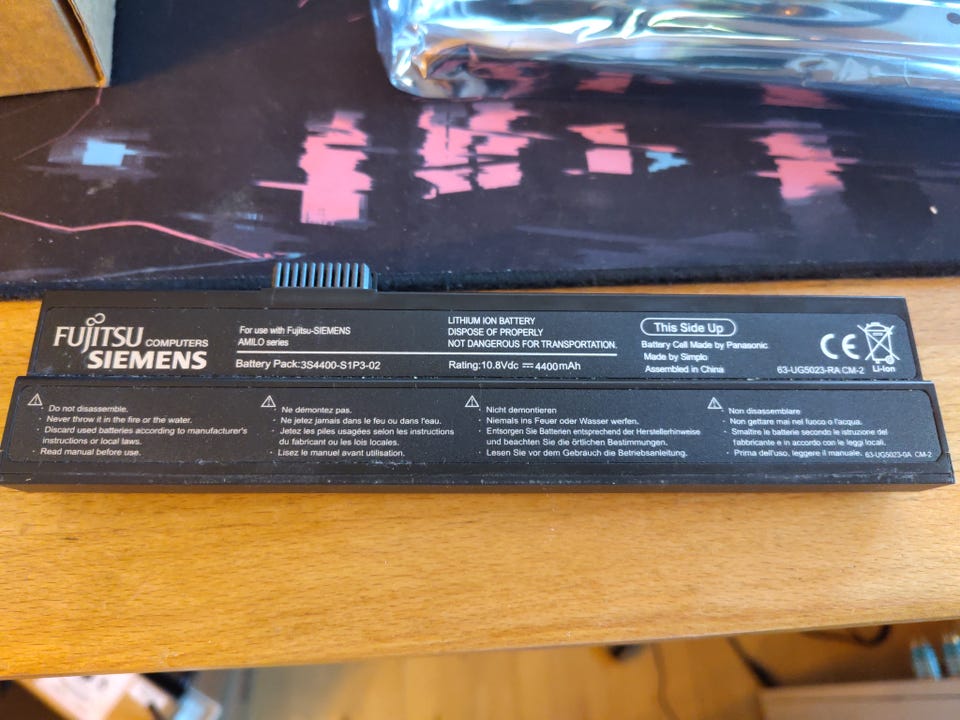 FUJITSU COMPUTERS
SIEMENS
For use with Fujitsu-SIEMENS
AMILO series
Battery Pack:3S4400-S1P3-02
LITHIUM ION BATTERY
DISPOSE OF PROPERLY
NOT DANGEROUS FOR TRANSPORTATION.
Rating:10.8Vdc ⎓ 4400mAh
This Side Up
Battery Cell Made by Panasonic
Made by Simplo
Assembled in China
63-UG5023-RA CM-2
CE
Li-Ion
· Do not disassemble.
· Never throw it in the fire or the water.
· Discard used batteries according to manufacturer's
instructions or local laws.
· Read manual before use.
· Ne démontez pas.
· Ne jetez jamais dans le feu ou dans l'eau.
· Jetez les piles usagées selon les instructions
du fabricant ou les lois locales.
· Lisez le manuel avant utilisation.
· Nicht demontieren
· Niemals ins Feuer oder Wasser werfen.
· Entsorgen Sie Batterien entsprechend der Herstellerhinweise
und beachten Sie die örtlichen Bestimmungen.
· Lesen Sie vor dem Gebrauch die Betriebsanleitung.
· Non disassemblare
· Non gettare mai nel fuoco o l'acqua.
· Smaltire le batterie secondo le istruzione del
fabbricante e in accordo con le leggi locali.
· Prima dell'uso, leggere il manuale.
63-UG5023-0A CM-2